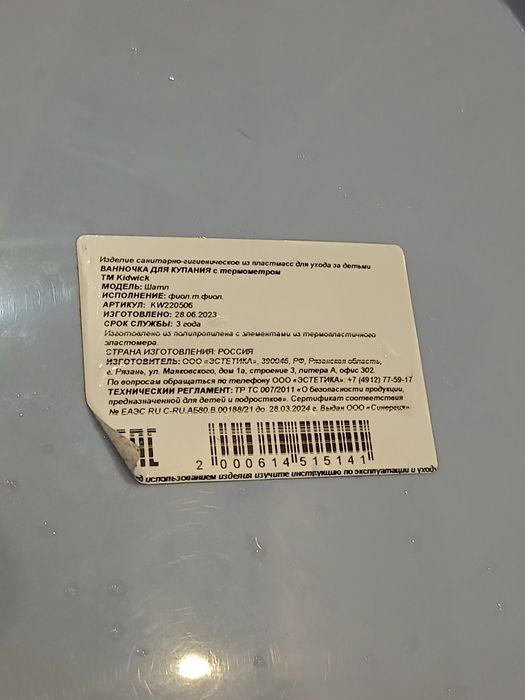 Изделие санитарно-гигиеническое из пластмасс для ухода за детьми
ВАННОЧКА ДЛЯ КУПАНИЯ с термометром
ТМ Kidwick
МОДЕЛЬ: Шатл
ИСПОЛНЕНИЕ: фиол.т.фиол.
АРТИКУЛ: KW220506
ИЗГОТОВЛЕНО: 28.06.2023
СРОК СЛУЖБЫ: 3 года
Изготовлено из полипропилена с элементами из термопластичного
эластомера.
СТРАНА ИЗГОТОВЛЕНИЯ: РОССИЯ
ИЗГОТОВИТЕЛЬ: ООО «ЭСТЕТИКА», 390046, РФ, Рязанская область,
г. Рязань, ул. Маяковского, дом 1а, строение 3, литера А, офис 302.
По вопросам обращаться по телефону ООО «ЭСТЕТИКА»: +7 (4912) 77-59-17
ТЕХНИЧЕСКИЙ РЕГЛАМЕНТ: ТР ТС 007/2011 «О безопасности продукции,
предназначенной для детей и подростков». Сертификат соответствия
№ ЕАЭС RU C-RU.АБ80.В.00188/21 до 28.03.2024 г. Выдан ООО «Синергия».
2 000614 515141
использованием изделия изучите инструкцию по эксплуатации и уходу